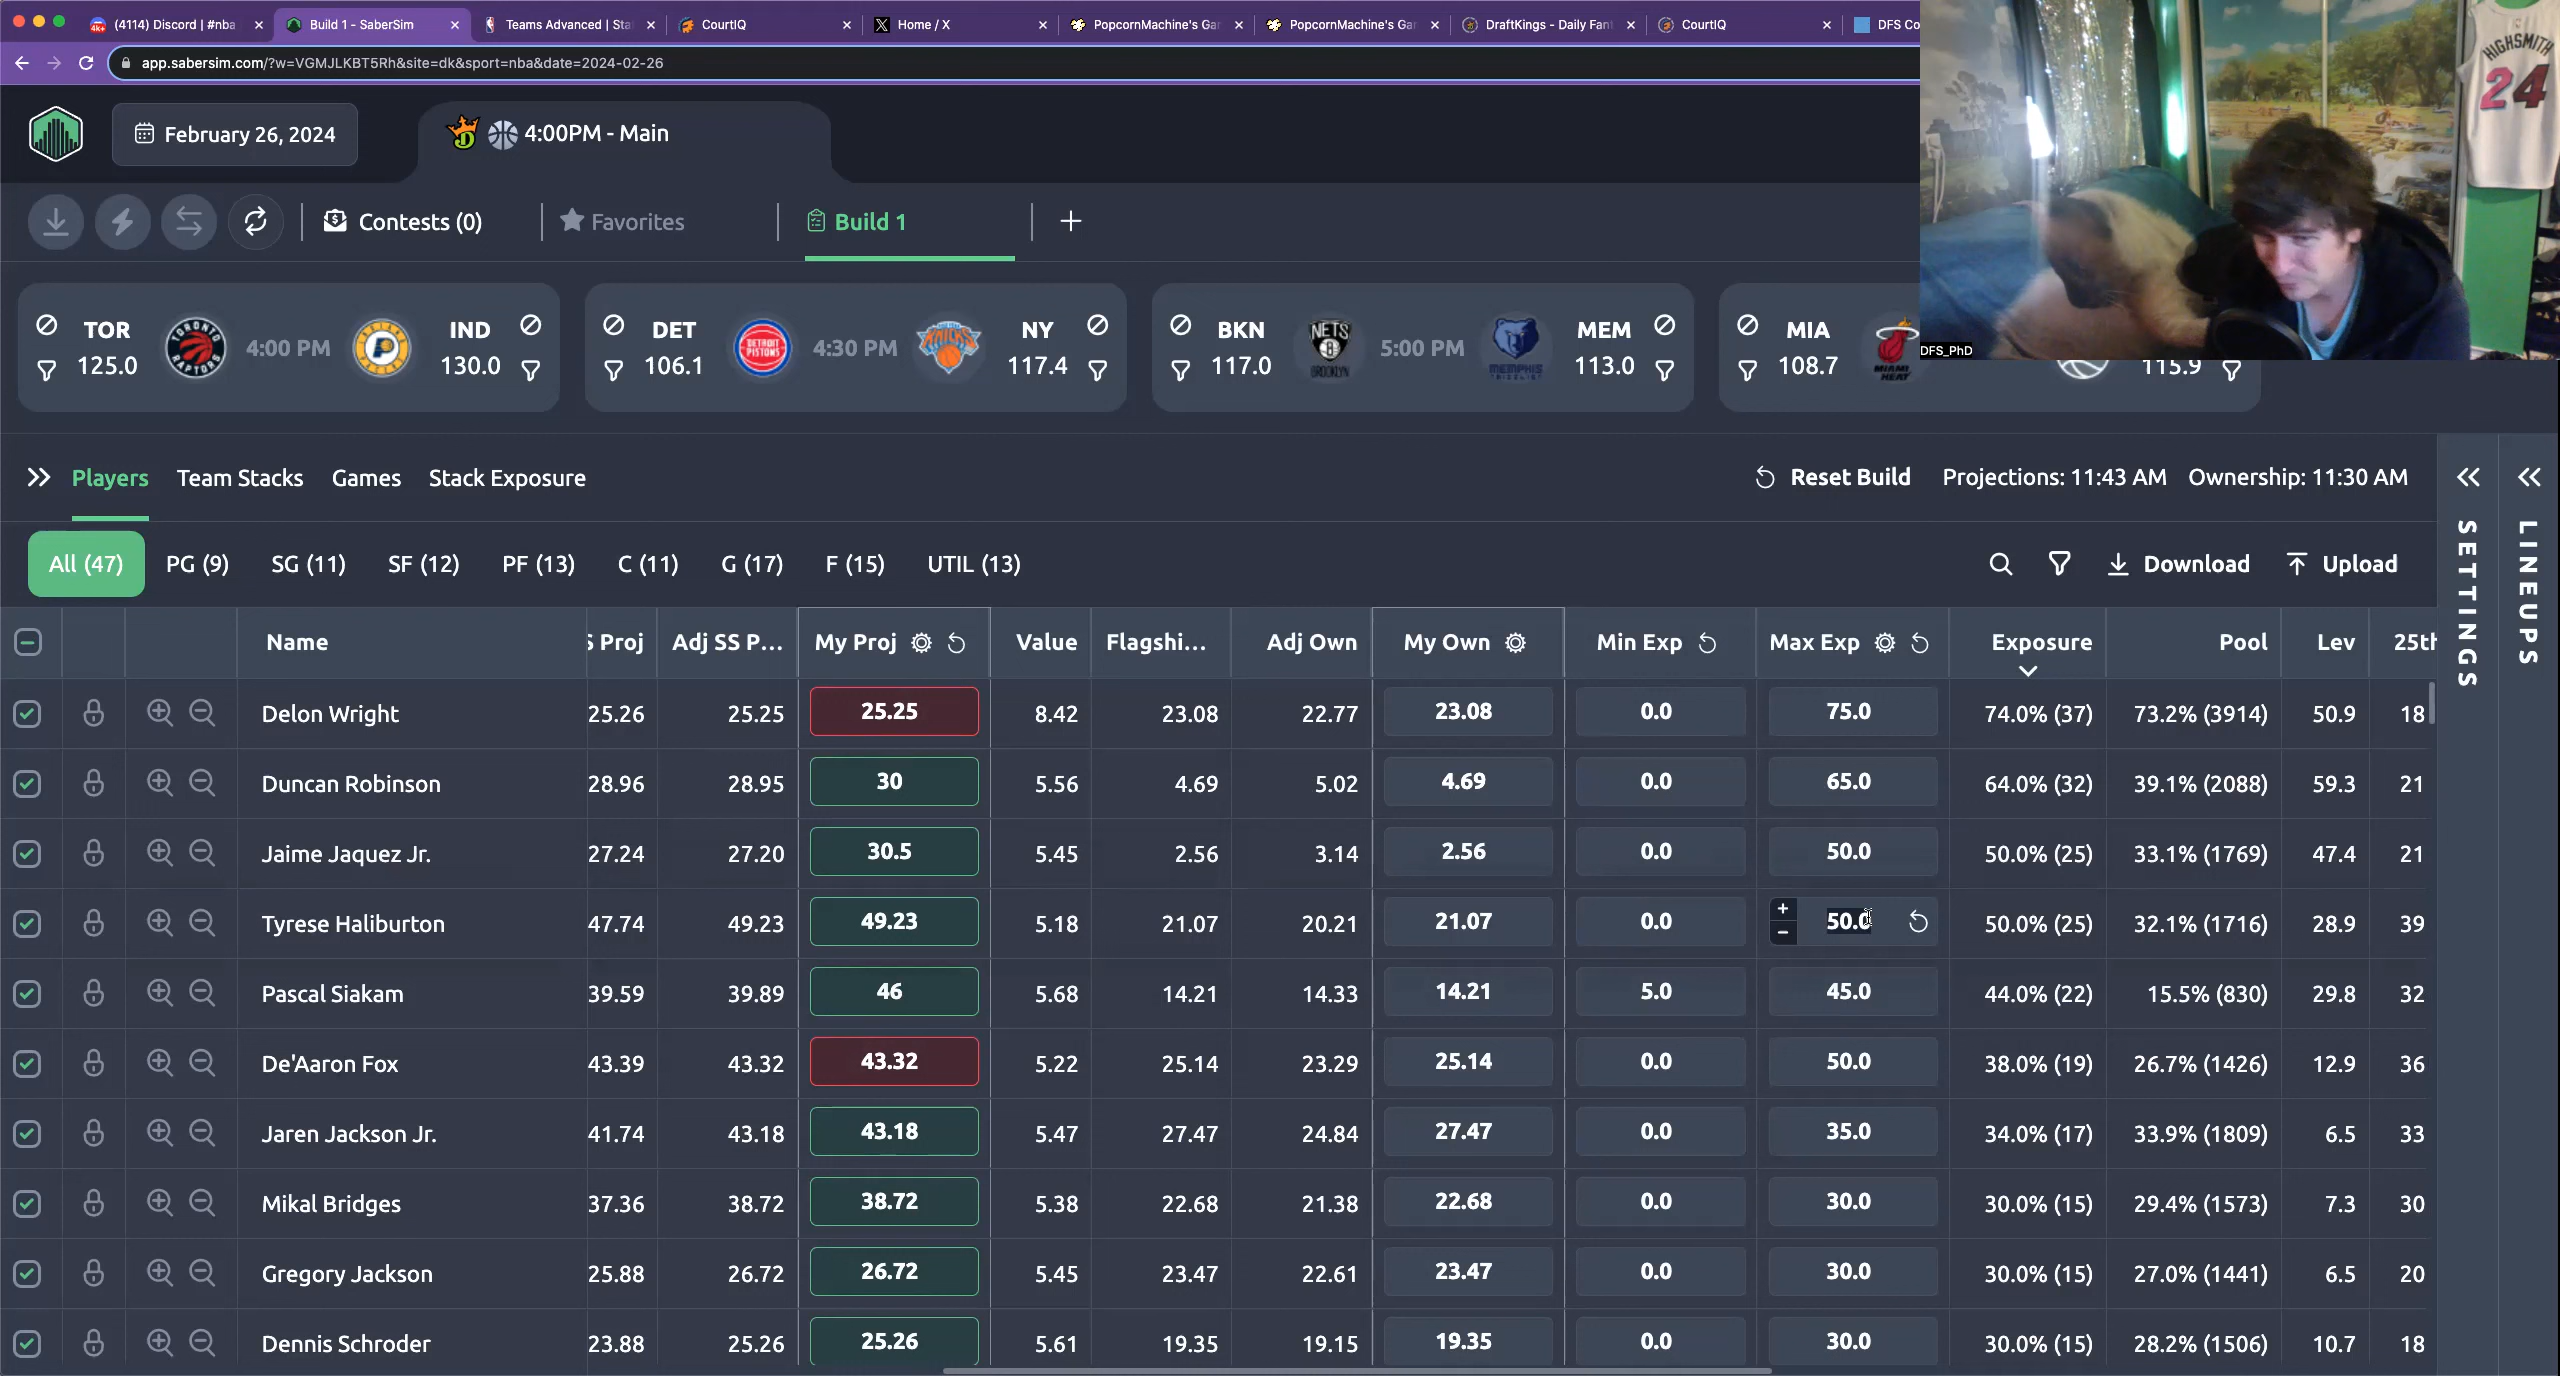 (4114) Discord | #nba
Build 1 - SaberSim
Teams Advanced | Sta
CourtIQ
Home / X
PopcornMachine's Ga
PopcornMachine's Ga
DraftKings - Daily Fan
CourtIQ
DFS Co
app.sabersim.com/?w=VGMJLKBT5Rh&site=dk&sport=nba&date=2024-02-26
HIGHSMITH
24
DFS_PhD
February 26, 2024
4:00PM - Main
Contests (0)
Favorites
Build 1
TOR 125.0 4:00 PM IND 130.0
DET 106.1 4:30 PM NY 117.4
BKN 117.0 5:00 PM MEM 113.0
MIA 108.7 115.9
Players Team Stacks Games Stack Exposure
Reset Build Projections: 11:43 AM Ownership: 11:30 AM
All (47) PG (9) SG (11) SF (12) PF (13) C (11) G (17) F (15) UTIL (13)
Download Upload
SETTINGS
LINEUPS
Name S Proj Adj SS P... My Proj Value Flagshi... Adj Own My Own Min Exp Max Exp Exposure Pool Lev 25th
Delon Wright 25.26 25.25 25.25 8.42 23.08 22.77 23.08 0.0 75.0 74.0% (37) 73.2% (3914) 50.9 18
Duncan Robinson 28.96 28.95 30 5.56 4.69 5.02 4.69 0.0 65.0 64.0% (32) 39.1% (2088) 59.3 21
Jaime Jaquez Jr. 27.24 27.20 30.5 5.45 2.56 3.14 2.56 0.0 50.0 50.0% (25) 33.1% (1769) 47.4 21
Tyrese Haliburton 47.74 49.23 49.23 5.18 21.07 20.21 21.07 0.0 50.0 50.0% (25) 32.1% (1716) 28.9 39
Pascal Siakam 39.59 39.89 46 5.68 14.21 14.33 14.21 5.0 45.0 44.0% (22) 15.5% (830) 29.8 32
De'Aaron Fox 43.39 43.32 43.32 5.22 25.14 23.29 25.14 0.0 50.0 38.0% (19) 26.7% (1426) 12.9 36
Jaren Jackson Jr. 41.74 43.18 43.18 5.47 27.47 24.84 27.47 0.0 35.0 34.0% (17) 33.9% (1809) 6.5 33
Mikal Bridges 37.36 38.72 38.72 5.38 22.68 21.38 22.68 0.0 30.0 30.0% (15) 29.4% (1573) 7.3 30
Gregory Jackson 25.88 26.72 26.72 5.45 23.47 22.61 23.47 0.0 30.0 30.0% (15) 27.0% (1441) 6.5 20
Dennis Schroder 23.88 25.26 25.26 5.61 19.35 19.15 19.35 0.0 30.0 30.0% (15) 28.2% (1506) 10.7 18